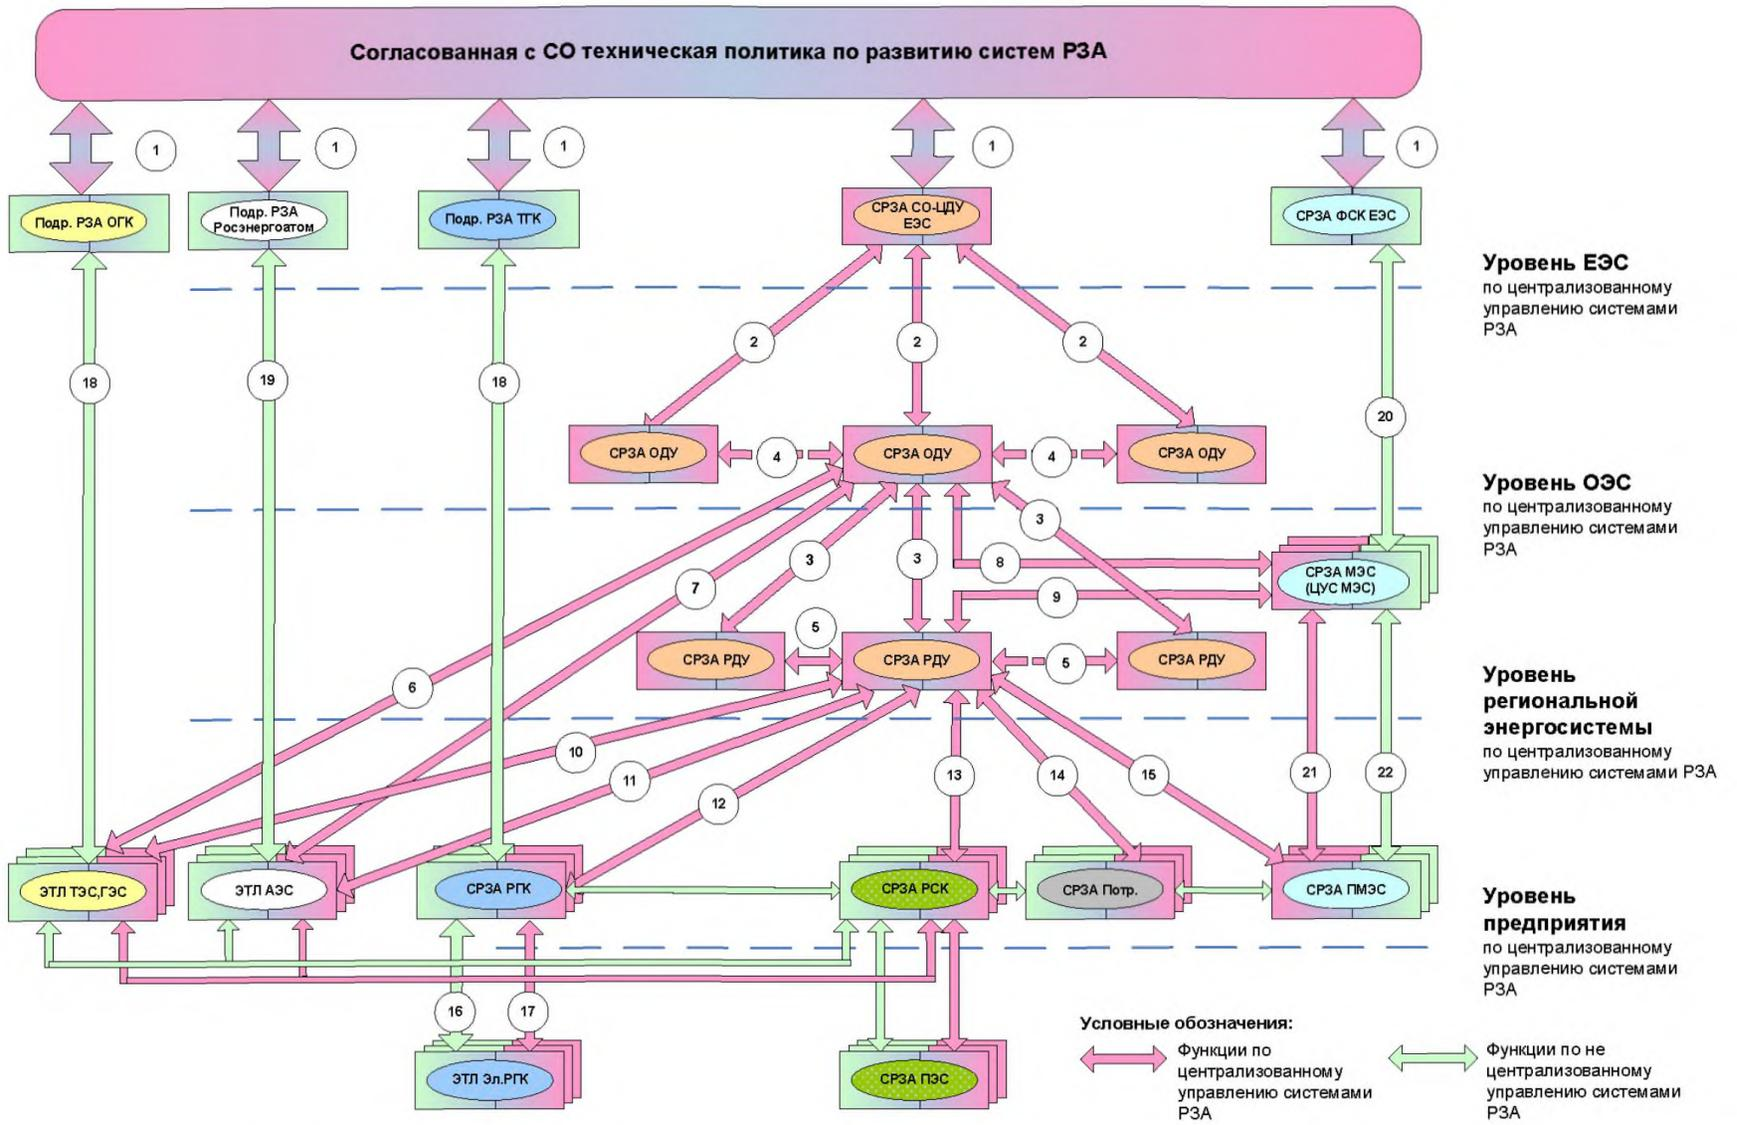 Согласованная с СО техническая политика по развитию систем РЗА
1
1
1
1
1
Подр. РЗА ОГК
Подр. РЗА
Росэнергоатом
Подр. РЗА ТГК
СРЗА СО-ЦДУ
ЕЭС
СРЗА ФСК ЕЭС
Уровень ЕЭС
по централизованному
управлению системами
РЗА
2
2
2
18
19
18
20
СРЗА ОДУ
4
СРЗА ОДУ
4
СРЗА ОДУ
Уровень ОЭС
по централизованному
управлению системами
РЗА
3
3
3
8
7
9
СРЗА МЭС
(ЦУС МЭС)
5
СРЗА РДУ
СРЗА РДУ
5
СРЗА РДУ
6
Уровень
региональной
энергосистемы
по централизованному
управлению системами РЗА
10
11
12
13
14
15
21
22
ЭТЛ ТЭС,ГЭС
ЭТЛ АЭС
СРЗА РГК
СРЗА РСК
СРЗА Потр.
СРЗА ПМЭС
Уровень
предприятия
по централизованному
управлению системами
РЗА
16
17
ЭТЛ Эл.РГК
СРЗА ПЭС
Условные обозначения:
Функции по
централизованному
управлению системами
РЗА
Функции по не
централизованному
управлению системами
РЗА